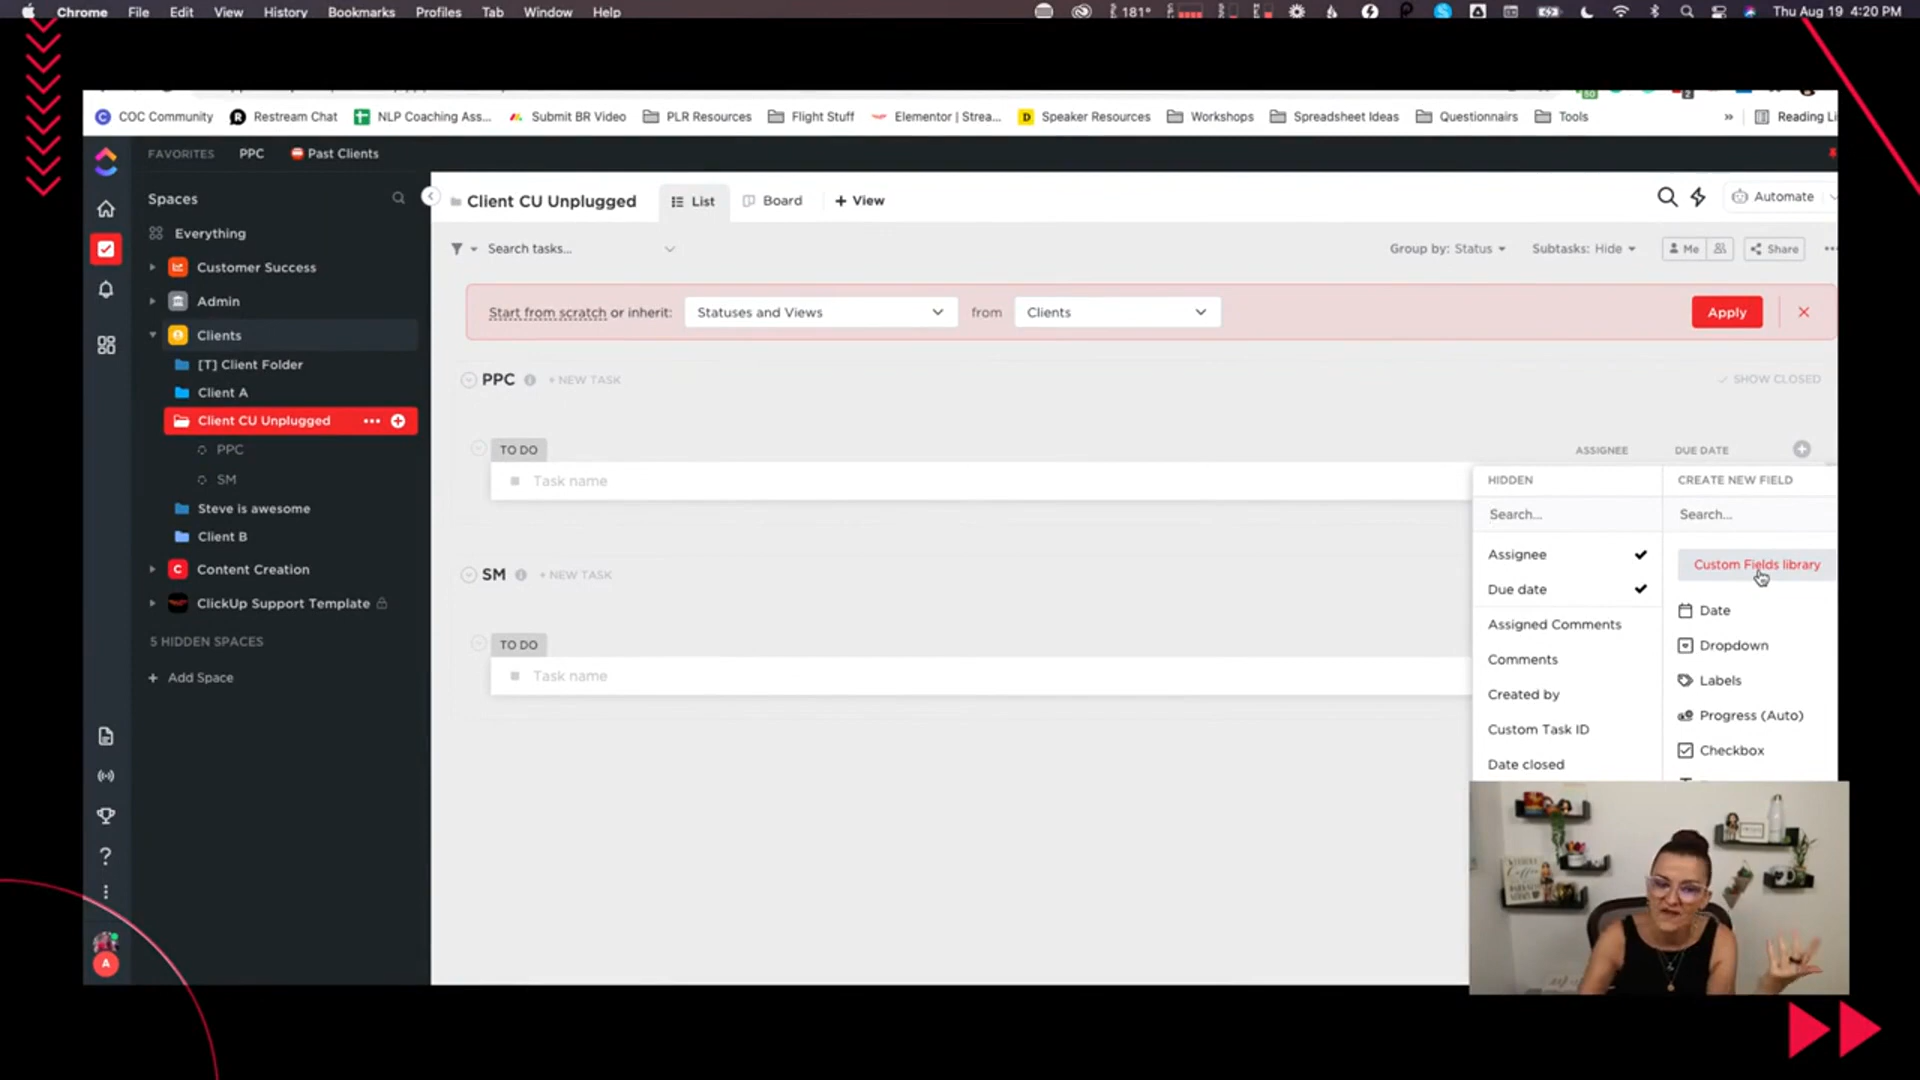 Chrome File Edit View History Bookmarks Profiles Tab Window Help 181° Thu Aug 19 4:20 PM
COC Community Restream Chat NLP Coaching Ass... Submit BR Video PLR Resources Flight Stuff Elementor | Strea... Speaker Resources Workshops Spreadsheet Ideas Questionnairs Tools » Reading Li
FAVORITES PPC Past Clients
Spaces
Everything
Customer Success
Admin
Clients
[T] Client Folder
Client A
Client CU Unplugged
PPC
SM
Steve is awesome
Client B
Content Creation
ClickUp Support Template
5 HIDDEN SPACES
+ Add Space
A
Client CU Unplugged List Board + View Automate
Search tasks... Group by: Status Subtasks: Hide Me Share
Start from scratch or inherit: Statuses and Views from Clients Apply
PPC + NEW TASK SHOW CLOSED
TO DO ASSIGNEE DUE DATE
Task name
SM + NEW TASK
TO DO
Task name
HIDDEN
Search...
Assignee
Due date
Assigned Comments
Comments
Created by
Custom Task ID
Date closed
CREATE NEW FIELD
Search...
Custom Fields library
Date
Dropdown
Labels
Progress (Auto)
Checkbox